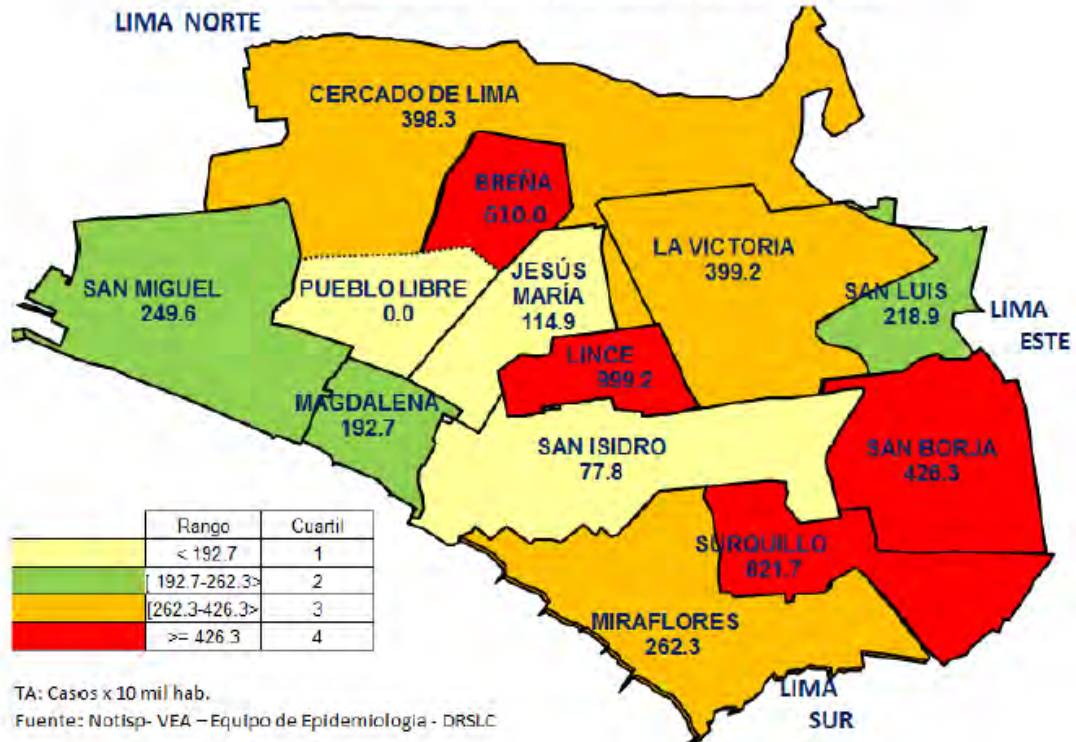 LIMA NORTE
CERCADO DE LIMA
398.3
BREÑA
510.0
LA VICTORIA
399.2
SAN MIGUEL
249.6
PUEBLO LIBRE
0.0
JESÚS
MARÍA
114.9
SAN LUIS
218.9
LIMA
ESTE
LINCE
999.2
MAGDALENA
192.7
SAN ISIDRO
77.8
SAN BORJA
426.3
SURQUILLO
621.7
MIRAFLORES
262.3
LIMA
SUR
Rango Cuartil
< 192.7 1
[ 192.7-262.3> 2
[262.3-426.3> 3
>= 426.3 4
TA: Casos x 10 mil hab.
Fuente: Notisp- VEA – Equipo de Epidemiologia - DRSLC